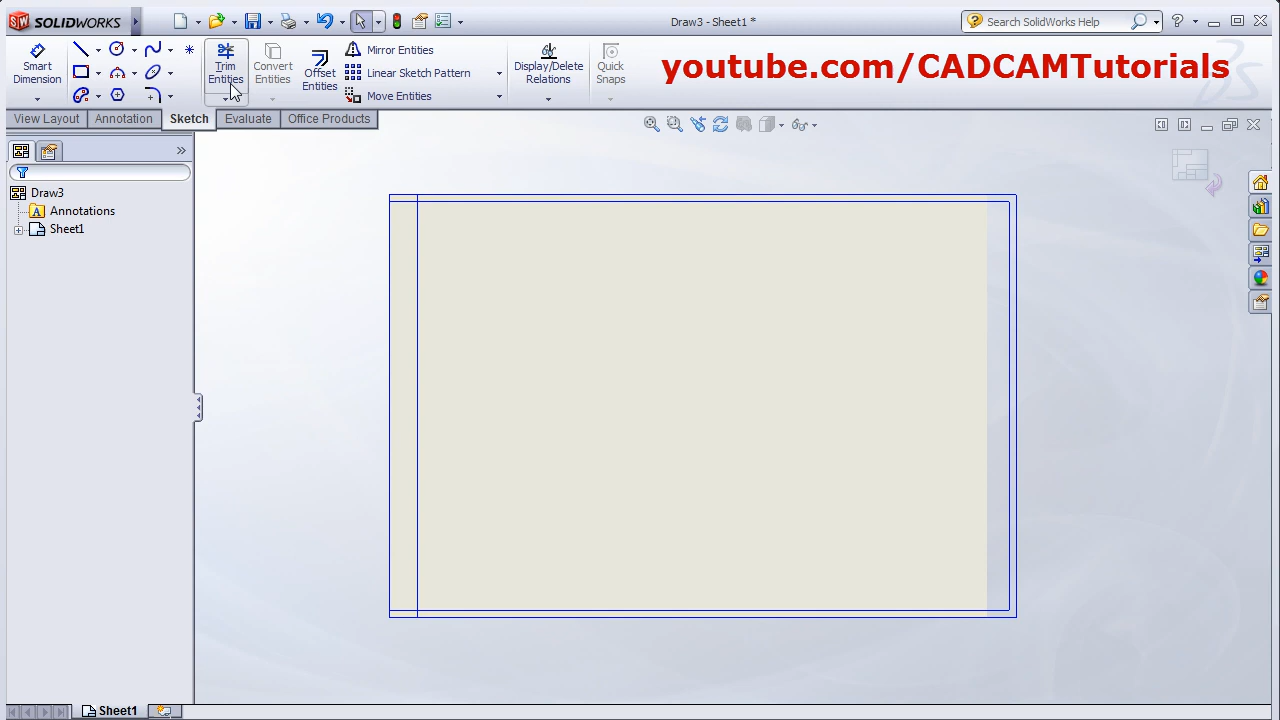 SOLIDWORKS
Draw3 - Sheet1 *
Search SolidWorks Help
?
Smart Dimension
Trim Entities
Convert Entities
Offset Entities
Mirror Entities
Linear Sketch Pattern
Move Entities
Display/Delete Relations
Quick Snaps
youtube.com/CADCAMTutorials
View Layout
Annotation
Sketch
Evaluate
Office Products
Draw3
A Annotations
Sheet1
Sheet1